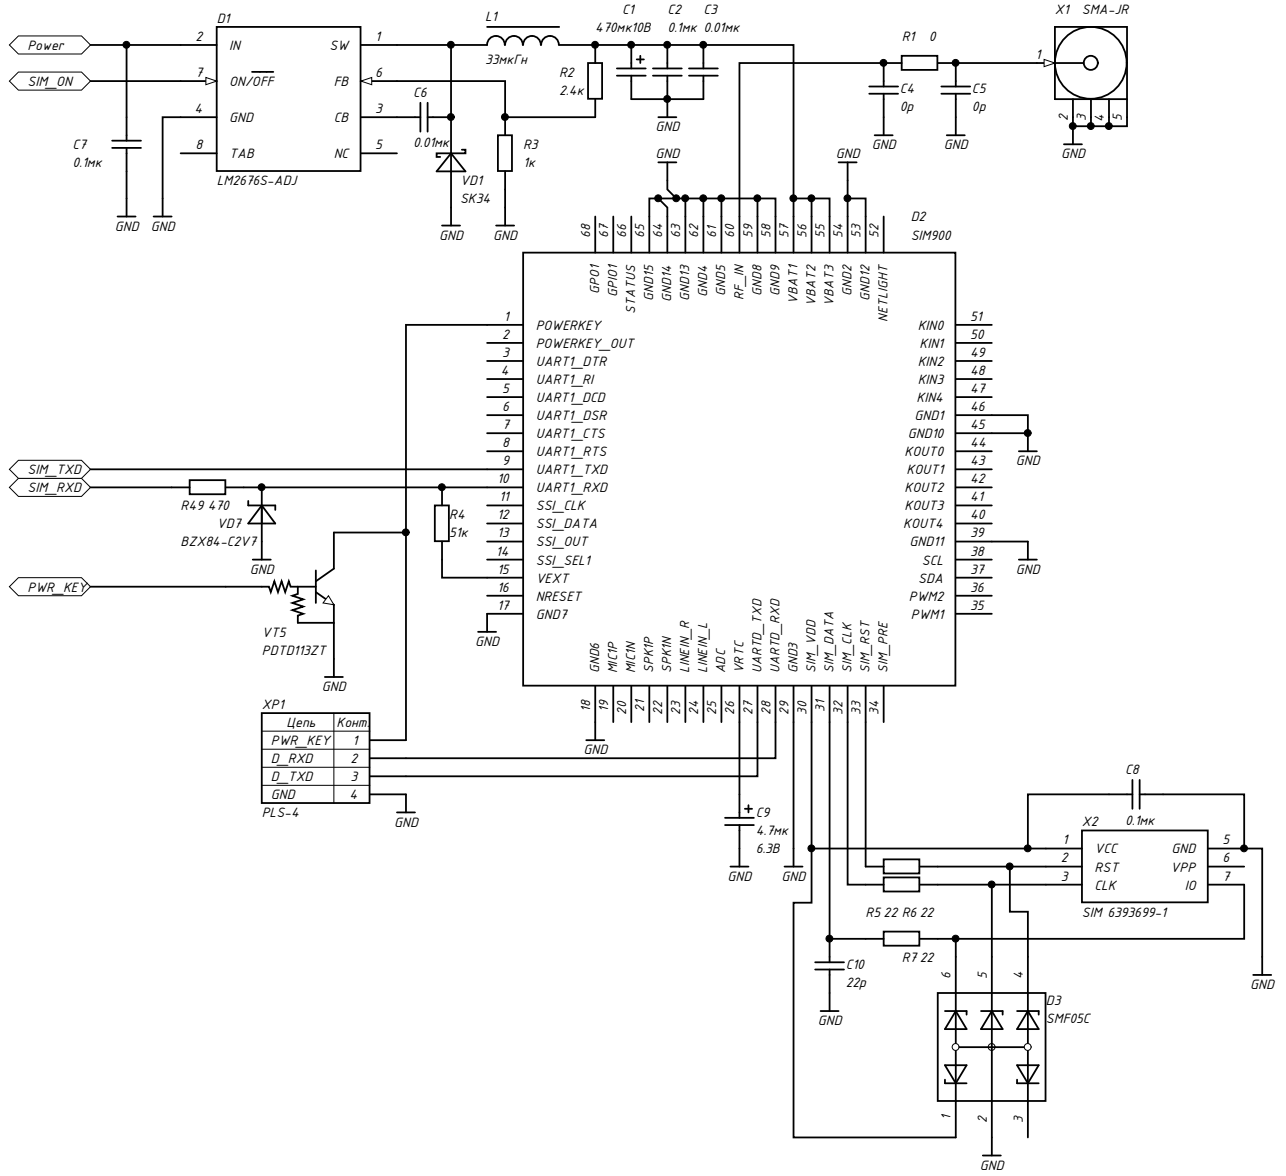 D1
Power
2
IN
SW
1
SIM_ON
7
ON/OFF
FB
6
4
GND
CB
3
8
TAB
NC
5
LM2676S-ADJ
C7
0.1мк
GND
GND
L1
33мкГн
C6
0.01мк
VD1
SK34
GND
R2
2.4к
R3
1к
GND
C1
470мк10В
C2
0.1мк
C3
0.01мк
GND
GND
R1 0
C4
0p
GND
C5
0p
GND
X1 SMA-JR
1
2
3
4
5
GND
GND
D2
SIM900
68
67
66
65
64
63
62
61
60
59
58
57
56
55
54
53
52
GPO1
GPIO1
STATUS
GND15
GND14
GND13
GND4
GND5
RF_IN
GND8
GND9
VBAT1
VBAT2
VBAT3
GND2
GND12
NETLIGHT
1
POWERKEY
2
POWERKEY_OUT
3
UART1_DTR
4
UART1_RI
5
UART1_DCD
6
UART1_DSR
7
UART1_CTS
8
UART1_RTS
9
UART1_TXD
10
UART1_RXD
11
SSI_CLK
12
SSI_DATA
13
SSI_OUT
14
SSI_SEL1
15
VEXT
16
NRESET
17
GND7
GND
KIN0
51
KIN1
50
KIN2
49
KIN3
48
KIN4
47
GND1
46
GND10
45
KOUT0
44
KOUT1
43
KOUT2
42
KOUT3
41
KOUT4
40
GND11
39
SCL
38
SDA
37
PWM2
36
PWM1
35
GND
GND
GND6
MIC1P
MIC1N
SPK1P
SPK1N
LINEIN_R
LINEIN_L
ADC
VRTC
UARTD_TXD
UARTD_RXD
GND3
SIM_VDD
SIM_DATA
SIM_CLK
SIM_RST
SIM_PRE
18
19
20
21
22
23
24
25
26
27
28
29
30
31
32
33
34
GND
SIM_TXD
SIM_RXD
R49 470
VD7
BZX84-C2V7
GND
R4
51к
PWR_KEY
VT5
PDTD113ZT
GND
XP1
Цепь Конт.
PWR_KEY 1
D_RXD 2
D_TXD 3
GND 4
PLS-4
GND
C9
4.7мк
6.3В
GND
GND
C8
0.1мк
X2
1
VCC
GND
5
2
RST
VPP
6
3
CLK
IO
7
SIM 6393699-1
R5 22 R6 22
R7 22
C10
22p
GND
GND
6
5
4
D3
SMF05C
1
2
3
GND